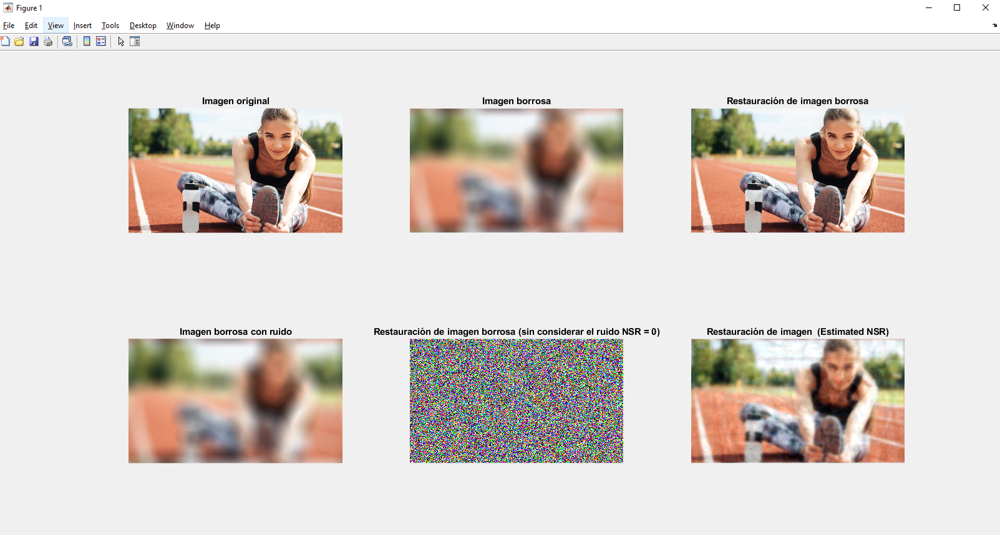 Figure 1
File Edit View Insert Tools Desktop Window Help
Imagen original
Imagen borrosa
Restauración de imagen borrosa
Imagen borrosa con ruido
Restauración de imagen borrosa (sin considerar el ruido NSR = 0)
Restauración de imagen (Estimated NSR)